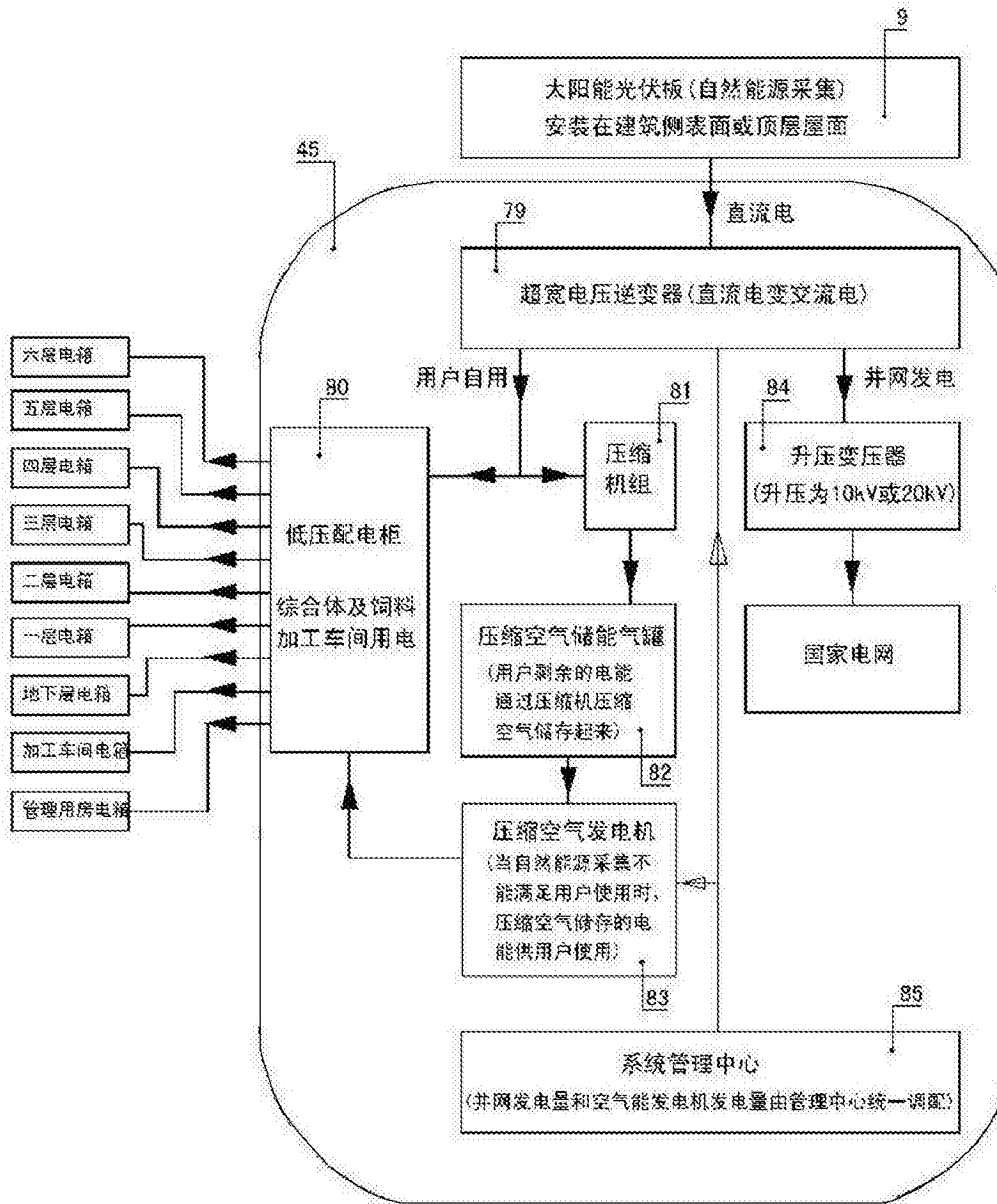 9
太阳能光伏板(自然能源采集)
安装在建筑侧表面或顶层屋面
45
直流电
79
超宽电压逆变器(直流电变交流电)
用户自用
并网发电
六层电箱
五层电箱
四层电箱
三层电箱
二层电箱
一层电箱
地下层电箱
加工车间电箱
管理用房电箱
80
低压配电柜
综合体及饲料
加工车间用电
81
压缩
机组
84
升压变压器
(升压为10kV或20kV)
压缩空气储能气罐
(用户剩余的电能
通过压缩机压缩
空气储存起来)
82
国家电网
压缩空气发电机
(当自然能源采集不
能满足用户使用时、
压缩空气储存的电
能供用户使用)
83
85
系统管理中心
(并网发电量和空气能发电机发电量由管理中心统一调配)